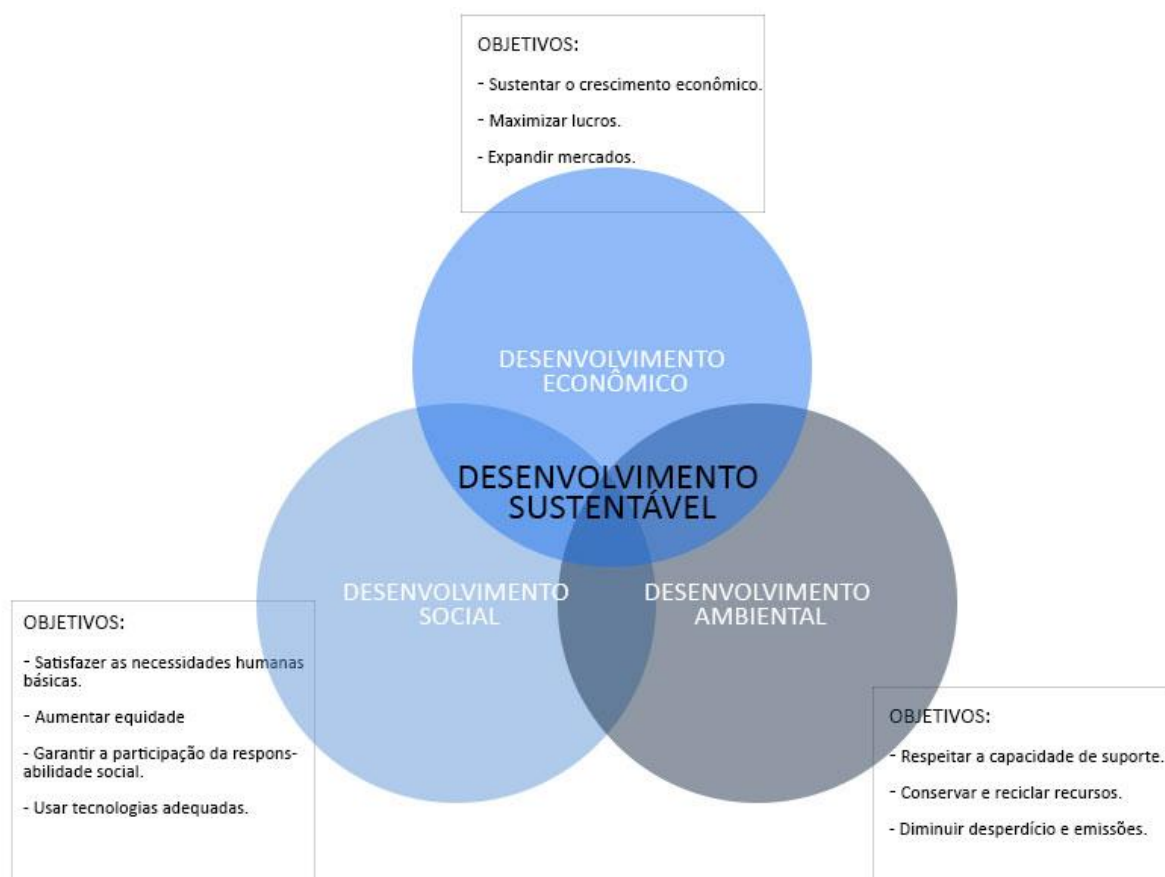 OBJETIVOS:
- Sustentar o crescimento econômico.
- Maximizar lucros.
- Expandir mercados.
DESENVOLVIMENTO
ECONÔMICO
DESENVOLVIMENTO
SUSTENTÁVEL
DESENVOLVIMENTO
SOCIAL
DESENVOLVIMENTO
AMBIENTAL
OBJETIVOS:
- Satisfazer as necessidades humanas
básicas.
- Aumentar equidade
- Garantir a participação da respons-
abilidade social.
- Usar tecnologias adequadas.
OBJETIVOS:
- Respeitar a capacidade de suporte.
- Conservar e reciclar recursos.
- Diminuir desperdício e emissões.